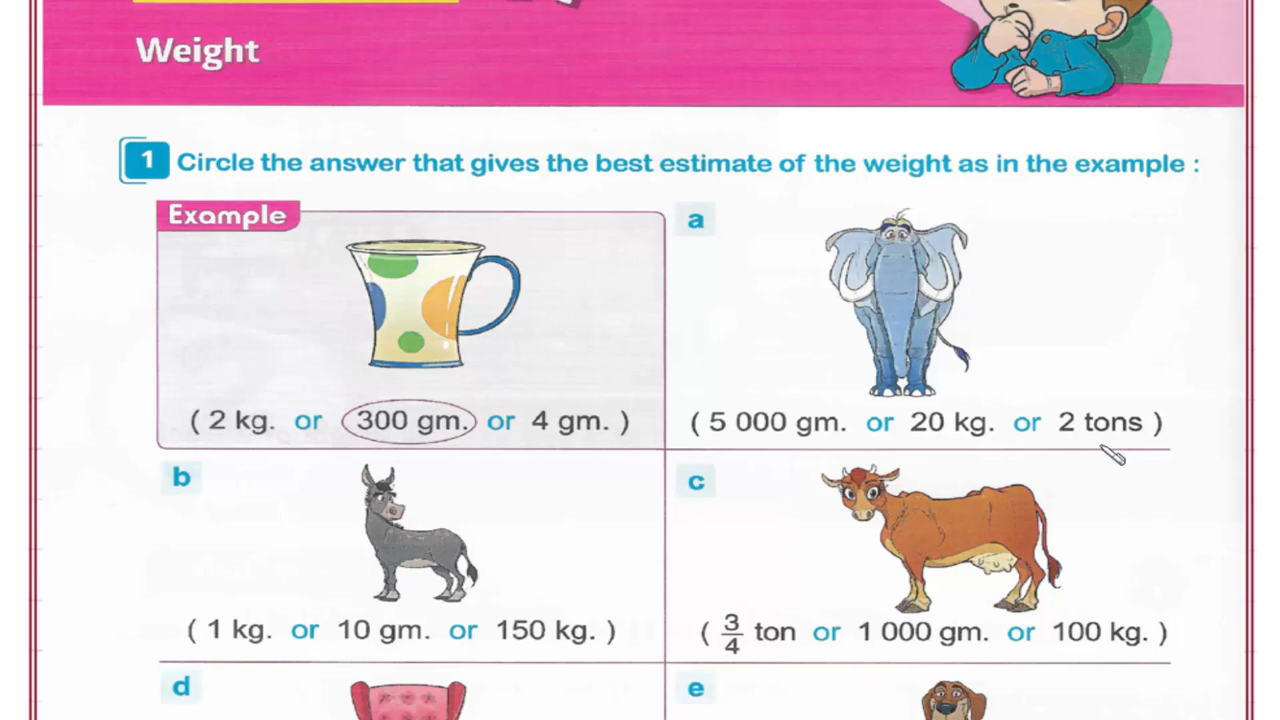 Weight
1 Circle the answer that gives the best estimate of the weight as in the example :
Example
( 2 kg. or 300 gm. or 4 gm. )
a
( 5 000 gm. or 20 kg. or 2 tons )
b
( 1 kg. or 10 gm. or 150 kg. )
c
( 3/4 ton or 1 000 gm. or 100 kg. )
d
e